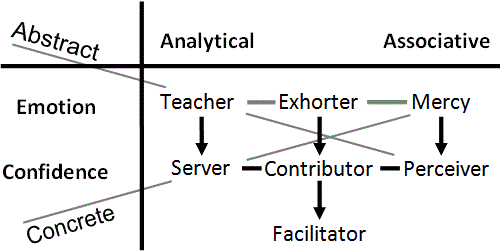 Abstract
Analytical Associative
Emotion Teacher Exhorter Mercy
Confidence Server Contributor Perceiver
Concrete
Facilitator